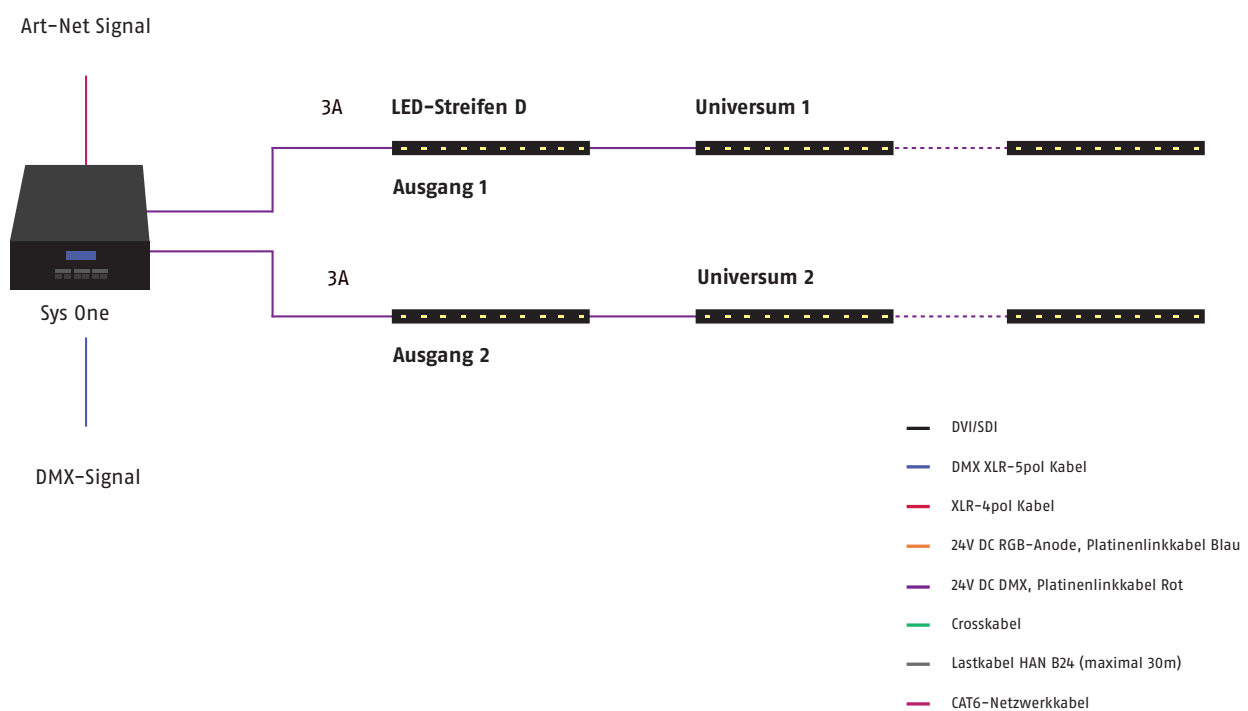 Art-Net Signal
3A
LED-Streifen D
Universum 1
Ausgang 1
3A
Universum 2
Sys One
Ausgang 2
DMX-Signal
DVI/SDI
DMX XLR-5pol Kabel
XLR-4pol Kabel
24V DC RGB-Anode, Platinenlinkkabel Blau
24V DC DMX, Platinenlinkkabel Rot
Crosskabel
Lastkabel HAN B24 (maximal 30m)
CAT6-Netzwerkkabel